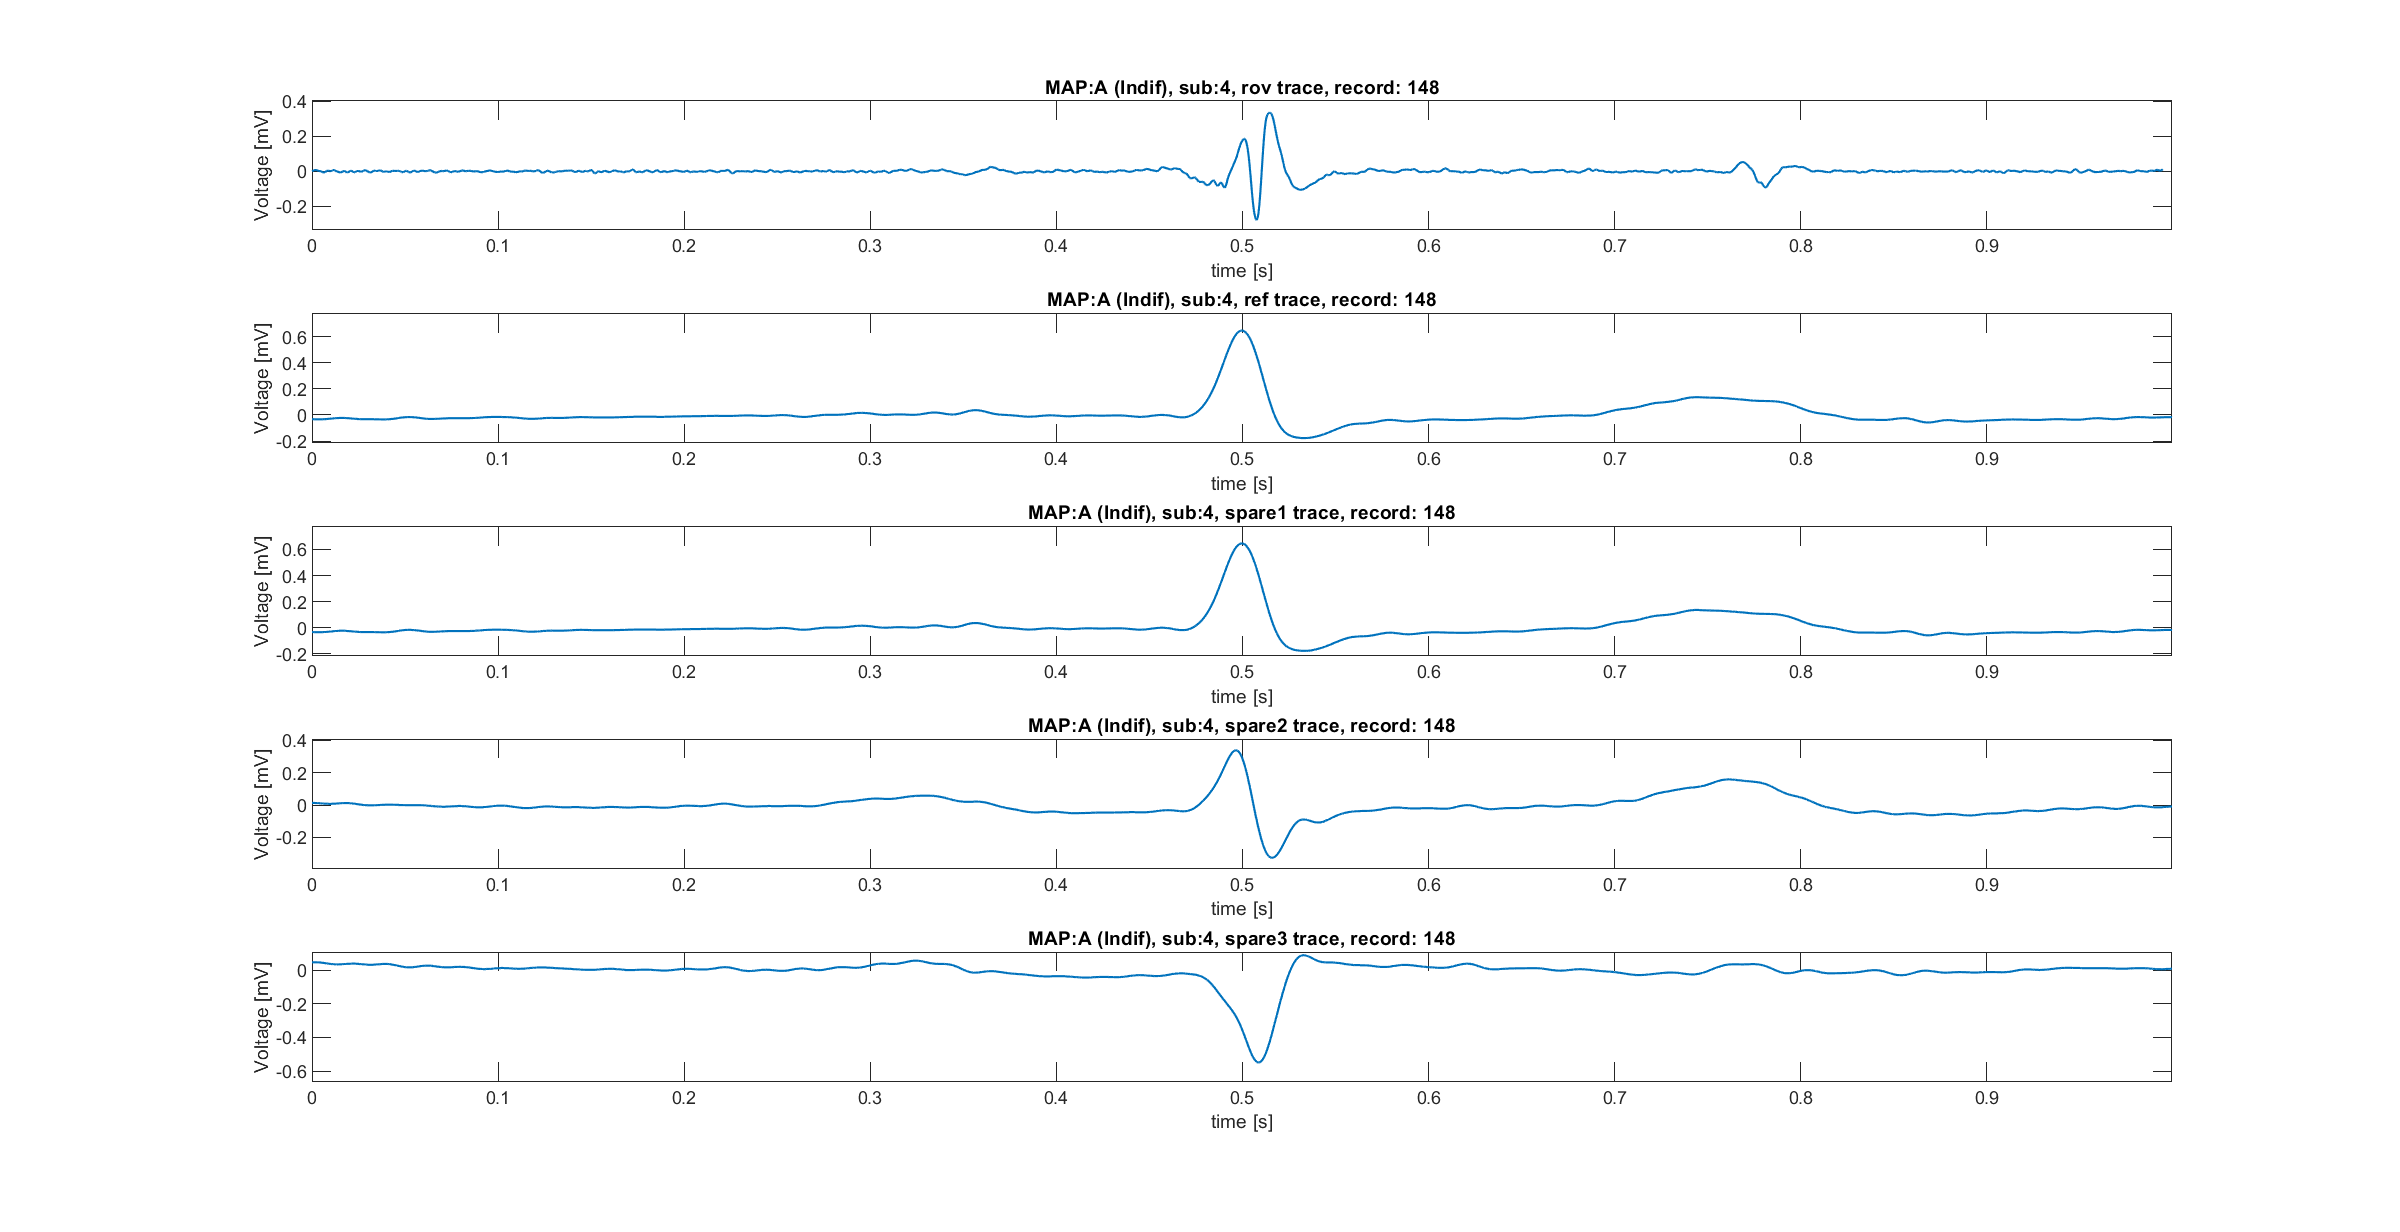 MAP:A (Indif), sub:4, rov trace, record: 148
Voltage [mV]
0.4
0.2
0
-0.2
0 0.1 0.2 0.3 0.4 0.5 0.6 0.7 0.8 0.9
time [s]
MAP:A (Indif), sub:4, ref trace, record: 148
Voltage [mV]
0.6
0.4
0.2
0
-0.2
0 0.1 0.2 0.3 0.4 0.5 0.6 0.7 0.8 0.9
time [s]
MAP:A (Indif), sub:4, spare1 trace, record: 148
Voltage [mV]
0.6
0.4
0.2
0
-0.2
0 0.1 0.2 0.3 0.4 0.5 0.6 0.7 0.8 0.9
time [s]
MAP:A (Indif), sub:4, spare2 trace, record: 148
Voltage [mV]
0.4
0.2
0
-0.2
0 0.1 0.2 0.3 0.4 0.5 0.6 0.7 0.8 0.9
time [s]
MAP:A (Indif), sub:4, spare3 trace, record: 148
Voltage [mV]
0
-0.2
-0.4
-0.6
0 0.1 0.2 0.3 0.4 0.5 0.6 0.7 0.8 0.9
time [s]